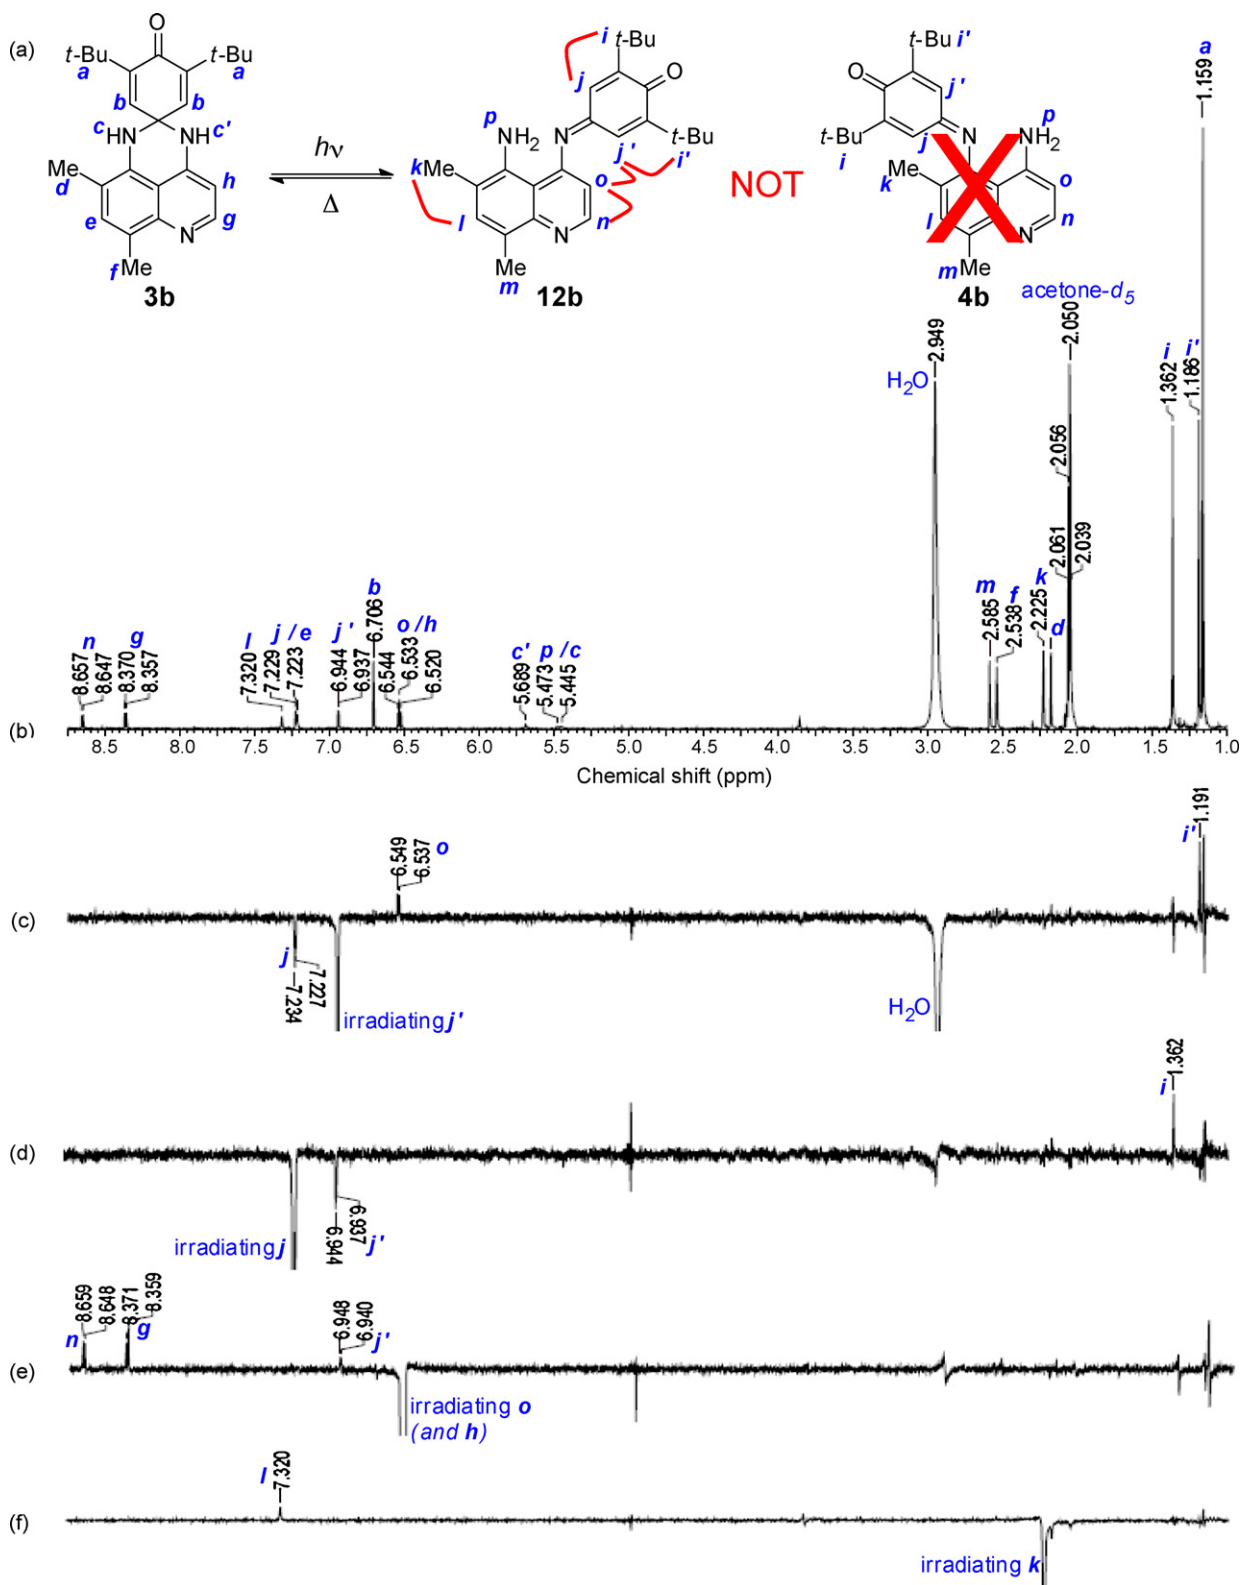 (a)
O
t-Bu t-Bu
a a
b b
c HN NH c'
Me
d h
e g
N
f Me
3b
hν
Δ
i t-Bu
j O
p
NH2 N t-Bu
k Me j' i'
o
l n
N
Me
m
12b
NOT
t-Bu i'
O j'
p
t-Bu j N NH2
i k
Me o
l n
N
m Me
4b
acetone-d5
H2O
n g l j / e j' b o /h c' p /c m f k d i i' a
8.657
8.647
8.370
8.357
7.320
7.229
7.223
6.944
6.937
6.706
6.544
6.533
6.520
5.689
5.473
5.445
2.949
2.585
2.538
2.225
2.061
2.056
2.050
2.039
1.362
1.186
1.159
(b)
8.5 8.0 7.5 7.0 6.5 6.0 5.5 5.0 4.5 4.0 3.5 3.0 2.5 2.0 1.5 1.0
Chemical shift (ppm)
(c)
6.549
6.537 o
i' 1.191
j
7.234
7.227
irradiating j'
H2O
(d)
i 1.362
irradiating j
6.944
6.937
j'
(e)
n
8.659
8.648
8.371
8.359
g
6.948
6.940
j'
irradiating o
(and h)
(f)
l 7.320
irradiating k